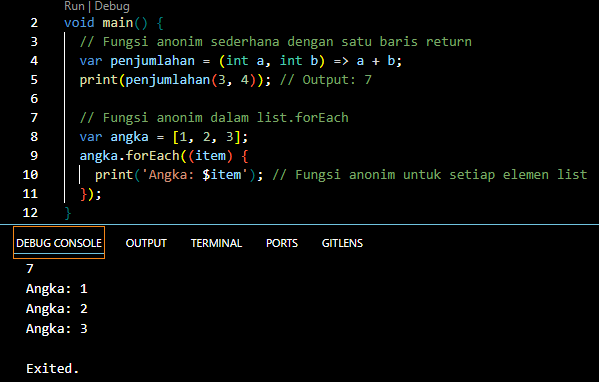 Run | Debug
2 void main() {
3 // Fungsi anonim sederhana dengan satu baris return
4 var penjumlahan = (int a, int b) => a + b;
5 print(penjumlahan(3, 4)); // Output: 7
6
7 // Fungsi anonim dalam list.forEach
8 var angka = [1, 2, 3];
9 angka.forEach((item) {
10 print('Angka: $item'); // Fungsi anonim untuk setiap elemen list
11 });
12 }
DEBUG CONSOLE OUTPUT TERMINAL PORTS GITLENS
7
Angka: 1
Angka: 2
Angka: 3
Exited.